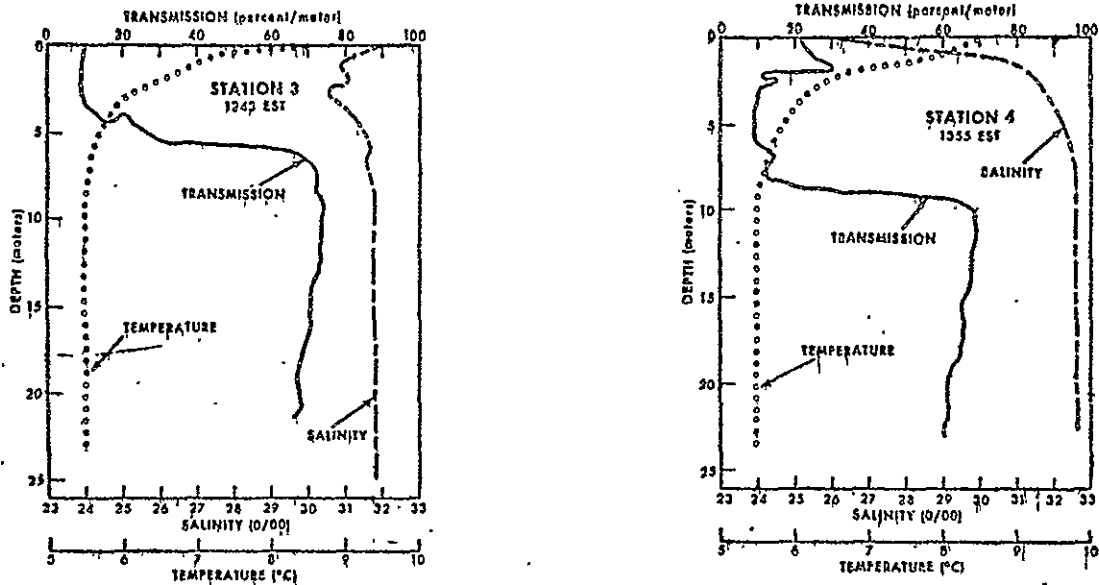 TRANSMISSION (percent/meter)
0 20 40 60 80 100
0
5
10
15
20
25
DEPTH (meters)
STATION 3
1243 EST
TRANSMISSION
TEMPERATURE
SALINITY
23 24 25 26 27 28 29 30 31 32 33
SALINITY (0/00)
5 6 7 8 9 10
TEMPERATURE (°C)
TRANSMISSION (percent/meter)
0 20 40 60 80 100
0
5
10
15
20
25
DEPTH (meters)
STATION 4
1355 EST
SALINITY
TRANSMISSION
TEMPERATURE
23 24 25 26 27 28 29 30 31 32 33
SALINITY (0/00)
5 6 7 8 9 10
TEMPERATURE (°C)